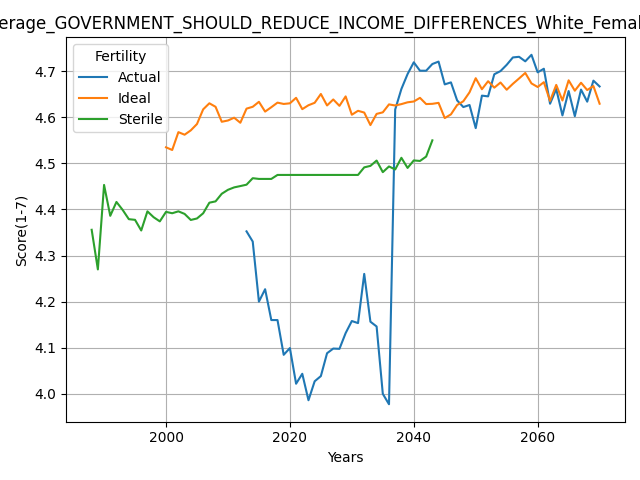 erage_GOVERNMENT_SHOULD_REDUCE_INCOME_DIFFERENCES_White_Femal
Fertility
Actual
Ideal
Sterile
4.7
4.6
4.5
4.4
4.3
4.2
4.1
4.0
Score(1-7)
2000 2020 2040 2060
Years